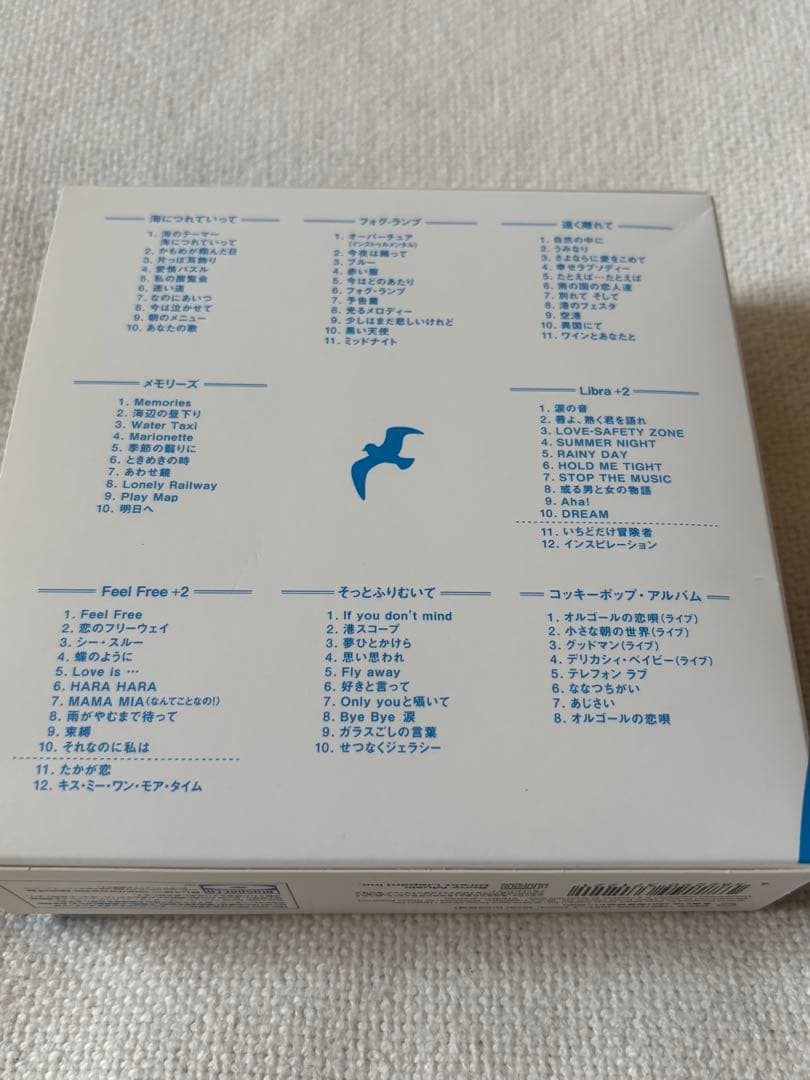 海につれていって
1. 海のテーマー
海につれていって
2. かもめが翔んだ日
3. 片っぽ耳飾り
4. 愛情パズル
5. 私の展覧会
6. 迷い道
7. なのにあいつ
8. 今は泣かせて
9. 朝のメニュー
10. あなたの歌
フォグ・ランプ
1. オーバーチュア
(インストゥルメンタル)
2. 今夜は踊って
3. ブルー
4. 赤い靴
5. 今はどのあたり
6. フォグ・ランプ
7. 予告篇
8. 光るメロディー
9. 少しはまだ悲しいけれど
10. 黒い天使
11. ミッドナイト
遠く離れて
1. 自然の中に
2. うみなり
3. さよならに愛をこめて
4. 幸せラプソディー
5. たとえば…たとえば
6. 南の国の恋人達
7. 別れて そして
8. 港のフェスタ
9. 空港
10. 異国にて
11. ワインとあなたと
メモリーズ
1. Memories
2. 海辺の昼下り
3. Water Taxi
4. Marionette
5. 季節の翳りに
6. ときめきの時
7. あわせ鏡
8. Lonely Railway
9. Play Map
10. 明日へ
Libra +2
1. 涙の音
2. 唇よ、熱く君を語れ
3. LOVE-SAFETY ZONE
4. SUMMER NIGHT
5. RAINY DAY
6. HOLD ME TIGHT
7. STOP THE MUSIC
8. 或る男と女の物語
9. Aha!
10. DREAM
11. いちどだけ冒険者
12. インスピレーション
Feel Free +2
1. Feel Free
2. 恋のフリーウェイ
3. シー・スルー
4. 蝶のように
5. Love is …
6. HARA HARA
7. MAMA MIA(なんてことなの!)
8. 雨がやむまで待って
9. 束縛
10. それなのに私は
11. たかが恋
12. キス・ミー・ワン・モア・タイム
そっとふりむいて
1. If you don't mind
2. 港スコープ
3. 夢ひとかけら
4. 思い思われ
5. Fly away
6. 好きと言って
7. Only youと囁いて
8. Bye Bye 涙
9. ガラスごしの言葉
10. せつなくジェラシー
コッキーポップ・アルバム
1. オルゴールの恋唄(ライブ)
2. 小さな朝の世界(ライブ)
3. グッドマン(ライブ)
4. デリカシィ・ベイビー(ライブ)
5. テレフォン ラブ
6. ななつちがい
7. あじさい
8. オルゴールの恋唄